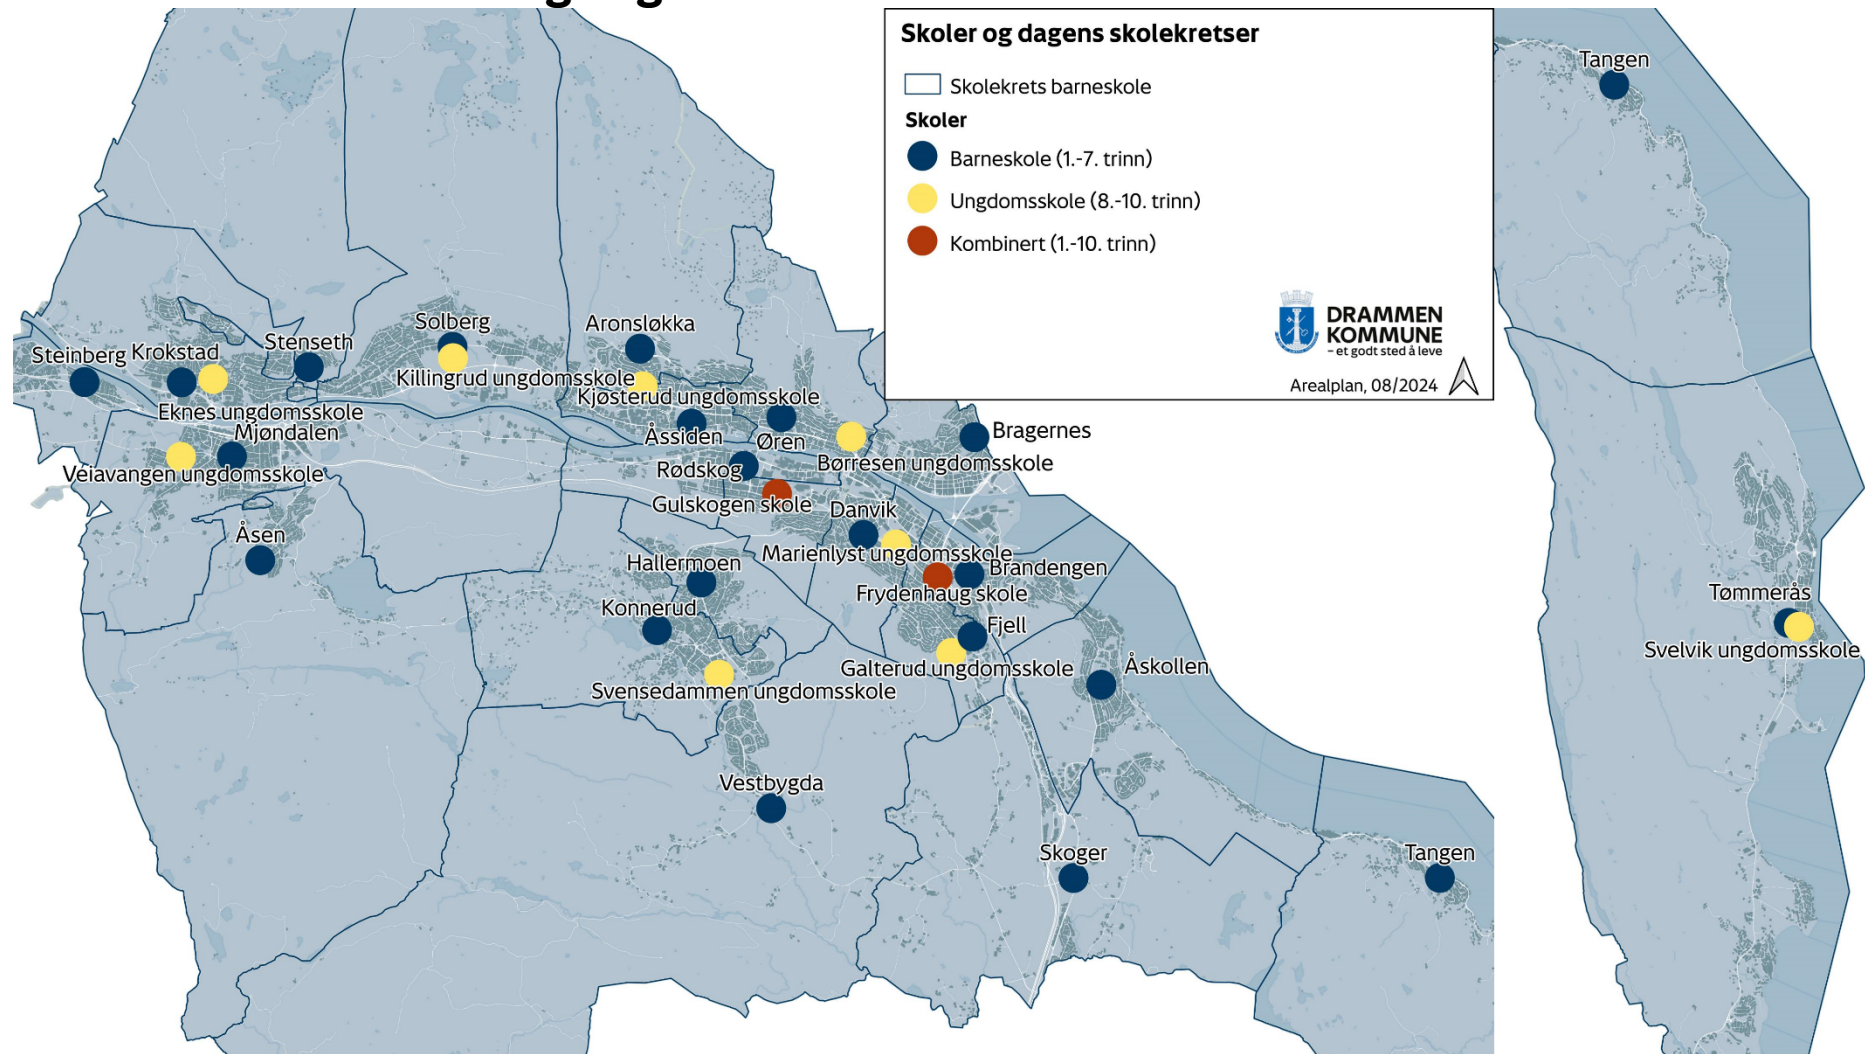 Skoler og dagens skolekretser
Skolekrets barneskole
Skoler
Barneskole (1.-7. trinn)
Ungdomsskole (8.-10. trinn)
Kombinert (1.-10. trinn)
DRAMMEN
KOMMUNE
– et godt sted å leve
Arealplan, 08/2024
Tangen
Solberg
Aronsløkka
Stenseth
Steinberg
Krokstad
Killingrud ungdomsskole
Kjøsterud ungdomsskole
Eknes ungdomsskole
Mjøndalen
Åssiden
Øren
Bragernes
Børresen ungdomsskole
Veiavangen ungdomsskole
Rødskog
Gulskogen skole
Danvik
Åsen
Marienlyst ungdomsskole
Hallermoen
Brandengen
Frydenhaug skole
Konnerud
Fjell
Galterud ungdomsskole
Åskollen
Svensedammen ungdomsskole
Vestbygda
Skoger
Tangen
Tømmerås
Svelvik ungdomsskole